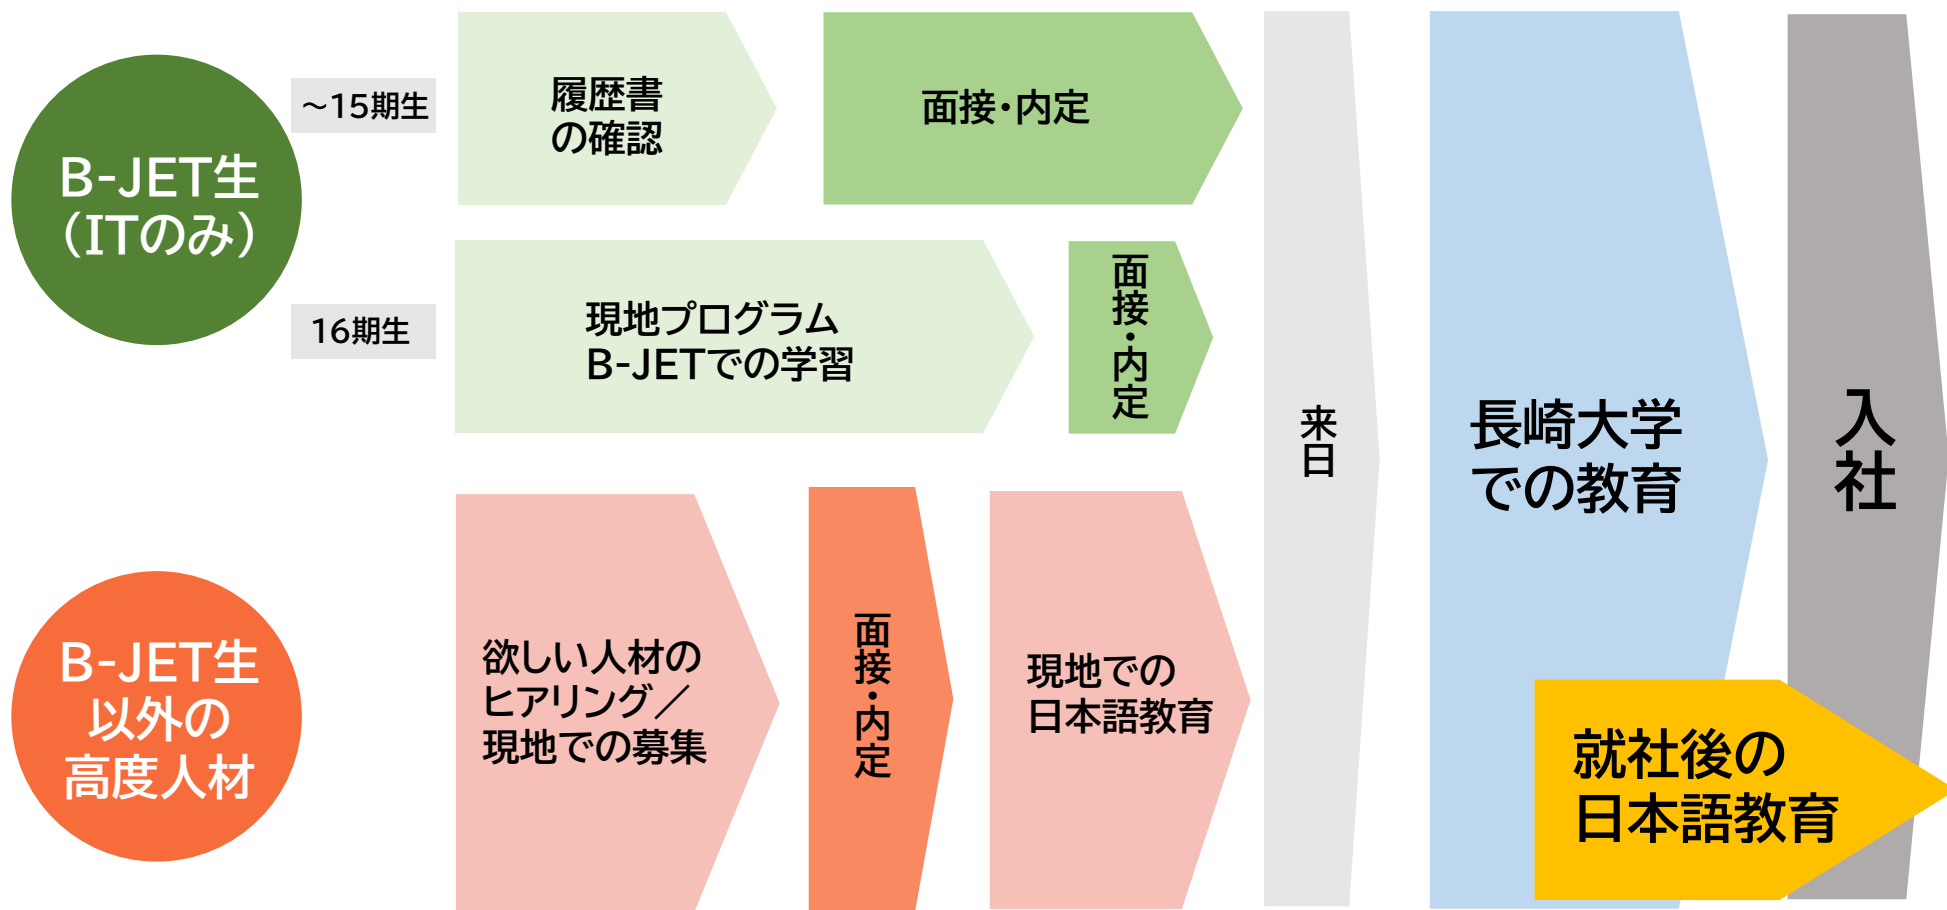 B-JET生
（ITのみ）
～15期生
履歴書
の確認
面接・内定
16期生
現地プログラム
B-JETでの学習
面接・内定
B-JET生
以外の
高度人材
欲しい人材の
ヒアリング／
現地での募集
面接・内定
現地での
日本語教育
来日
長崎大学
での教育
入社
就社後の
日本語教育